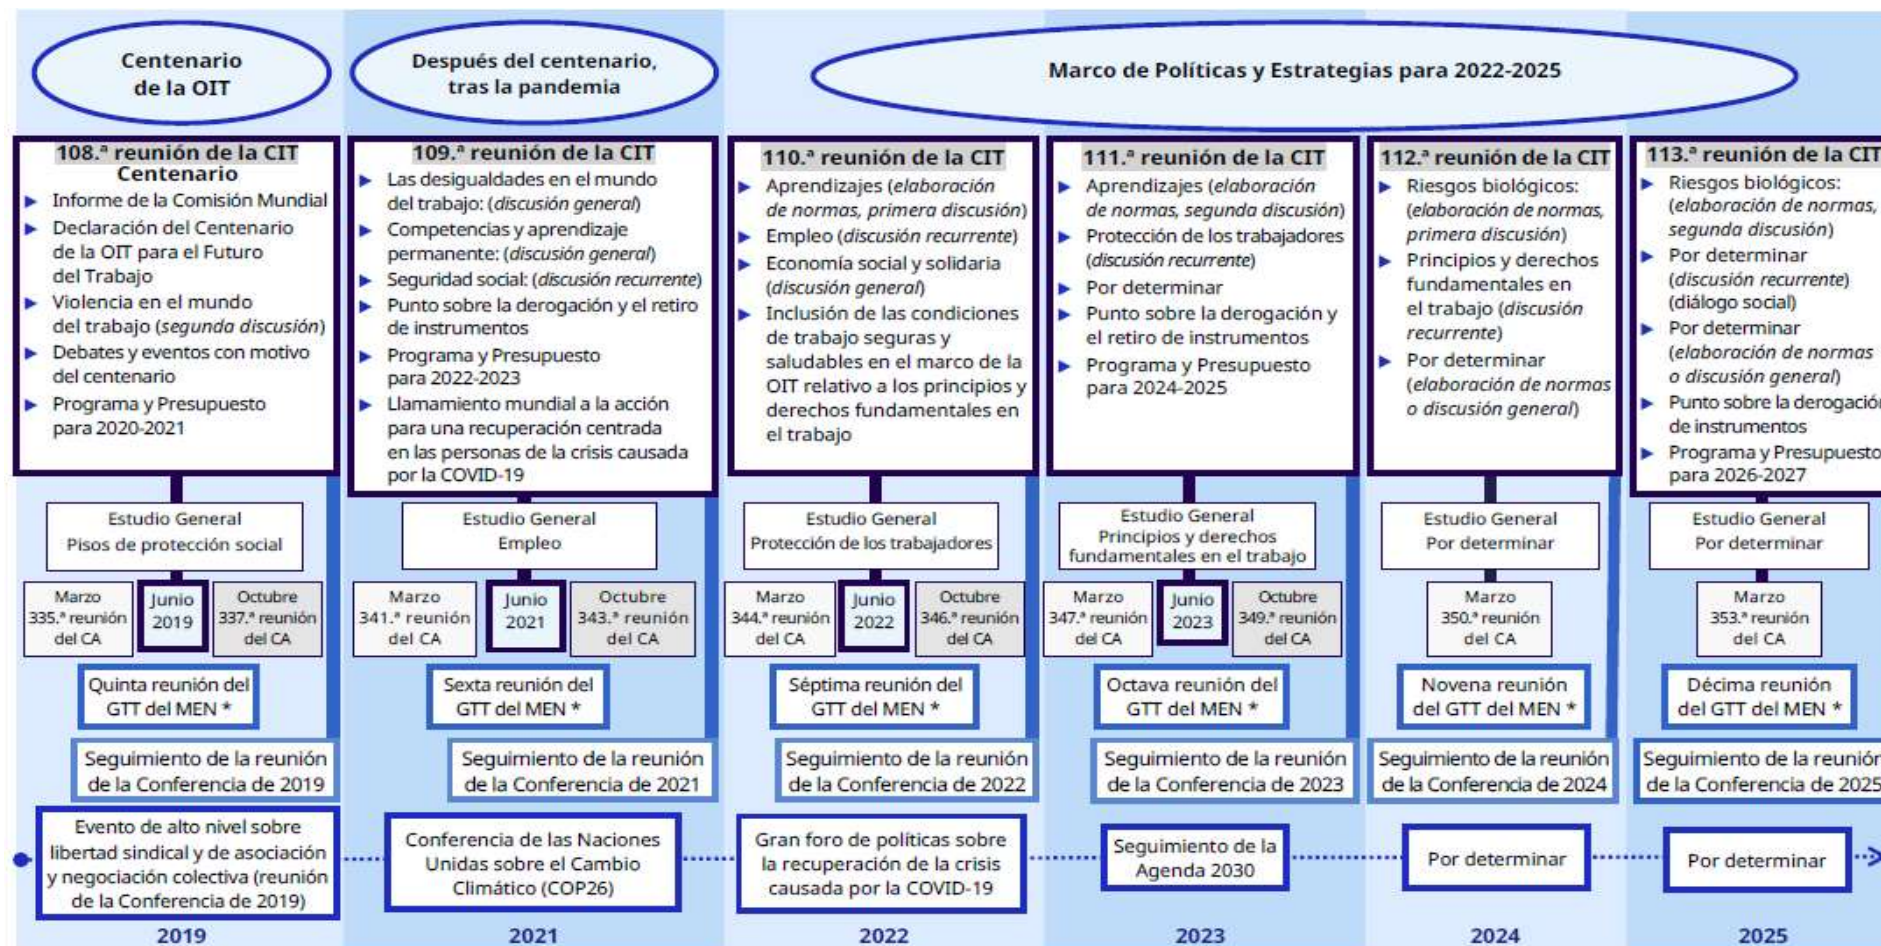 Centenario
de la OIT
Después del centenario,
tras la pandemia
Marco de Políticas y Estrategias para 2022-2025
108.ª reunión de la CIT
Centenario
▶ Informe de la Comisión Mundial
▶ Declaración del Centenario
de la OIT para el Futuro
del Trabajo
▶ Violencia en el mundo
del trabajo (segunda discusión)
▶ Debates y eventos con motivo
del centenario
▶ Programa y Presupuesto
para 2020-2021
109.ª reunión de la CIT
▶ Las desigualdades en el mundo
del trabajo: (discusión general)
▶ Competencias y aprendizaje
permanente: (discusión general)
▶ Seguridad social: (discusión recurrente)
▶ Punto sobre la derogación y el retiro
de instrumentos
▶ Programa y Presupuesto
para 2022-2023
▶ Llamamiento mundial a la acción
para una recuperación centrada
en las personas de la crisis causada
por la COVID-19
110.ª reunión de la CIT
▶ Aprendizajes (elaboración
de normas, primera discusión)
▶ Empleo (discusión recurrente)
▶ Economía social y solidaria
(discusión general)
▶ Inclusión de las condiciones
de trabajo seguras y
saludables en el marco de la
OIT relativo a los principios y
derechos fundamentales en
el trabajo
111.ª reunión de la CIT
▶ Aprendizajes (elaboración
de normas, segunda discusión)
▶ Protección de los trabajadores
(discusión recurrente)
▶ Por determinar
▶ Punto sobre la derogación y
el retiro de instrumentos
▶ Programa y Presupuesto
para 2024-2025
112.ª reunión de la CIT
▶ Riesgos biológicos:
(elaboración de normas,
primera discusión)
▶ Principios y derechos
fundamentales en
el trabajo (discusión
recurrente)
▶ Por determinar
(elaboración de normas
o discusión general)
113.ª reunión de la CIT
▶ Riesgos biológicos:
(elaboración de normas,
segunda discusión)
▶ Por determinar
(discusión recurrente)
(diálogo social)
▶ Por determinar
(elaboración de normas
o discusión general)
▶ Punto sobre la derogación
de instrumentos
▶ Programa y Presupuesto
para 2026-2027
Estudio General
Pisos de protección social
Estudio General
Empleo
Estudio General
Protección de los trabajadores
Estudio General
Principios y derechos
fundamentales en el trabajo
Estudio General
Por determinar
Estudio General
Por determinar
Marzo
335.ª reunión
del CA
Junio
2019
Octubre
337.ª reunión
del CA
Marzo
341.ª reunión
del CA
Junio
2021
Octubre
343.ª reunión
del CA
Marzo
344.ª reunión
del CA
Junio
2022
Octubre
346.ª reunión
del CA
Marzo
347.ª reunión
del CA
Junio
2023
Octubre
349.ª reunión
del CA
Marzo
350.ª reunión
del CA
Marzo
353.ª reunión
del CA
Quinta reunión del
GTT del MEN *
Sexta reunión del
GTT del MEN *
Séptima reunión del
GTT del MEN *
Octava reunión del
GTT del MEN *
Novena reunión
del GTT del MEN *
Décima reunión
del GTT del MEN *
Seguimiento de la reunión
de la Conferencia de 2019
Seguimiento de la reunión
de la Conferencia de 2021
Seguimiento de la reunión
de la Conferencia de 2022
Seguimiento de la reunión
de la Conferencia de 2023
Seguimiento de la reunión
de la Conferencia de 2024
Seguimiento de la reunión
de la Conferencia de 2025
Evento de alto nivel sobre
libertad sindical y de asociación
y negociación colectiva (reunión
de la Conferencia de 2019)
Conferencia de las Naciones
Unidas sobre el Cambio
Climático (COP26)
Gran foro de políticas sobre
la recuperación de la crisis
causada por la COVID-19
Seguimiento de la
Agenda 2030
Por determinar
Por determinar
2019
2021
2022
2023
2024
2025